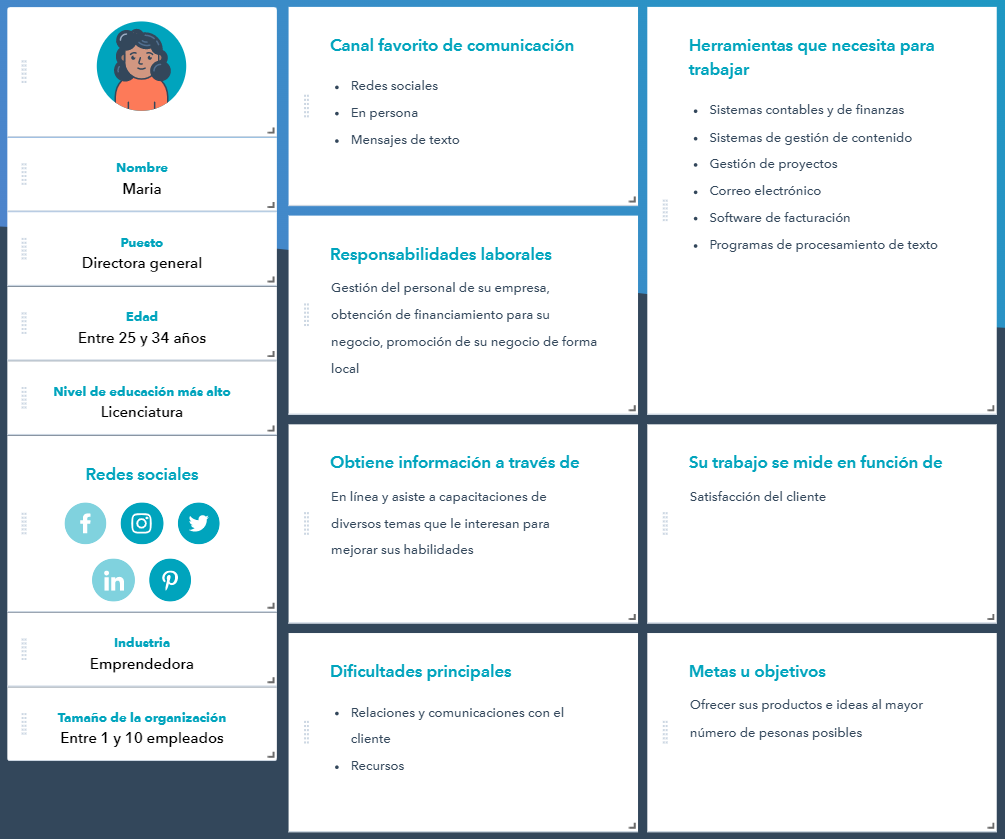 Nombre
Maria
Puesto
Directora general
Edad
Entre 25 y 34 años
Nivel de educación más alto
Licenciatura
Redes sociales
Industria
Emprendedora
Tamaño de la organización
Entre 1 y 10 empleados
Canal favorito de comunicación
• Redes sociales
• En persona
• Mensajes de texto
Responsabilidades laborales
Gestión del personal de su empresa,
obtención de financiamiento para su
negocio, promoción de su negocio de forma
local
Obtiene información a través de
En línea y asiste a capacitaciones de
diversos temas que le interesan para
mejorar sus habilidades
Dificultades principales
• Relaciones y comunicaciones con el
cliente
• Recursos
Herramientas que necesita para
trabajar
• Sistemas contables y de finanzas
• Sistemas de gestión de contenido
• Gestión de proyectos
• Correo electrónico
• Software de facturación
• Programas de procesamiento de texto
Su trabajo se mide en función de
Satisfacción del cliente
Metas u objetivos
Ofrecer sus productos e ideas al mayor
número de pesonas posibles